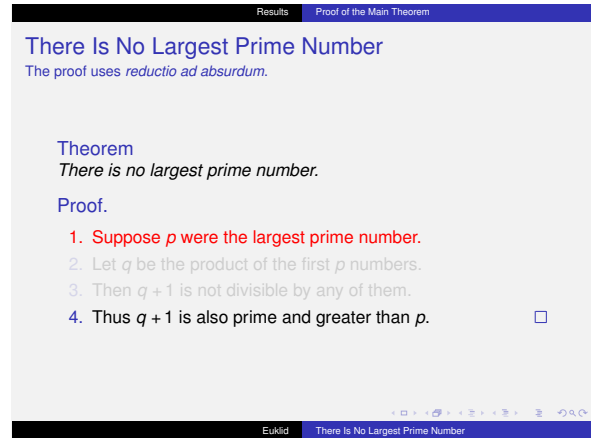 Results Proof of the Main Theorem
There Is No Largest Prime Number
The proof uses reductio ad absurdum.
Theorem
There is no largest prime number.
Proof.
1. Suppose p were the largest prime number.
2. Let q be the product of the first p numbers.
3. Then q + 1 is not divisible by any of them.
4. Thus q + 1 is also prime and greater than p.
Euklid There Is No Largest Prime Number